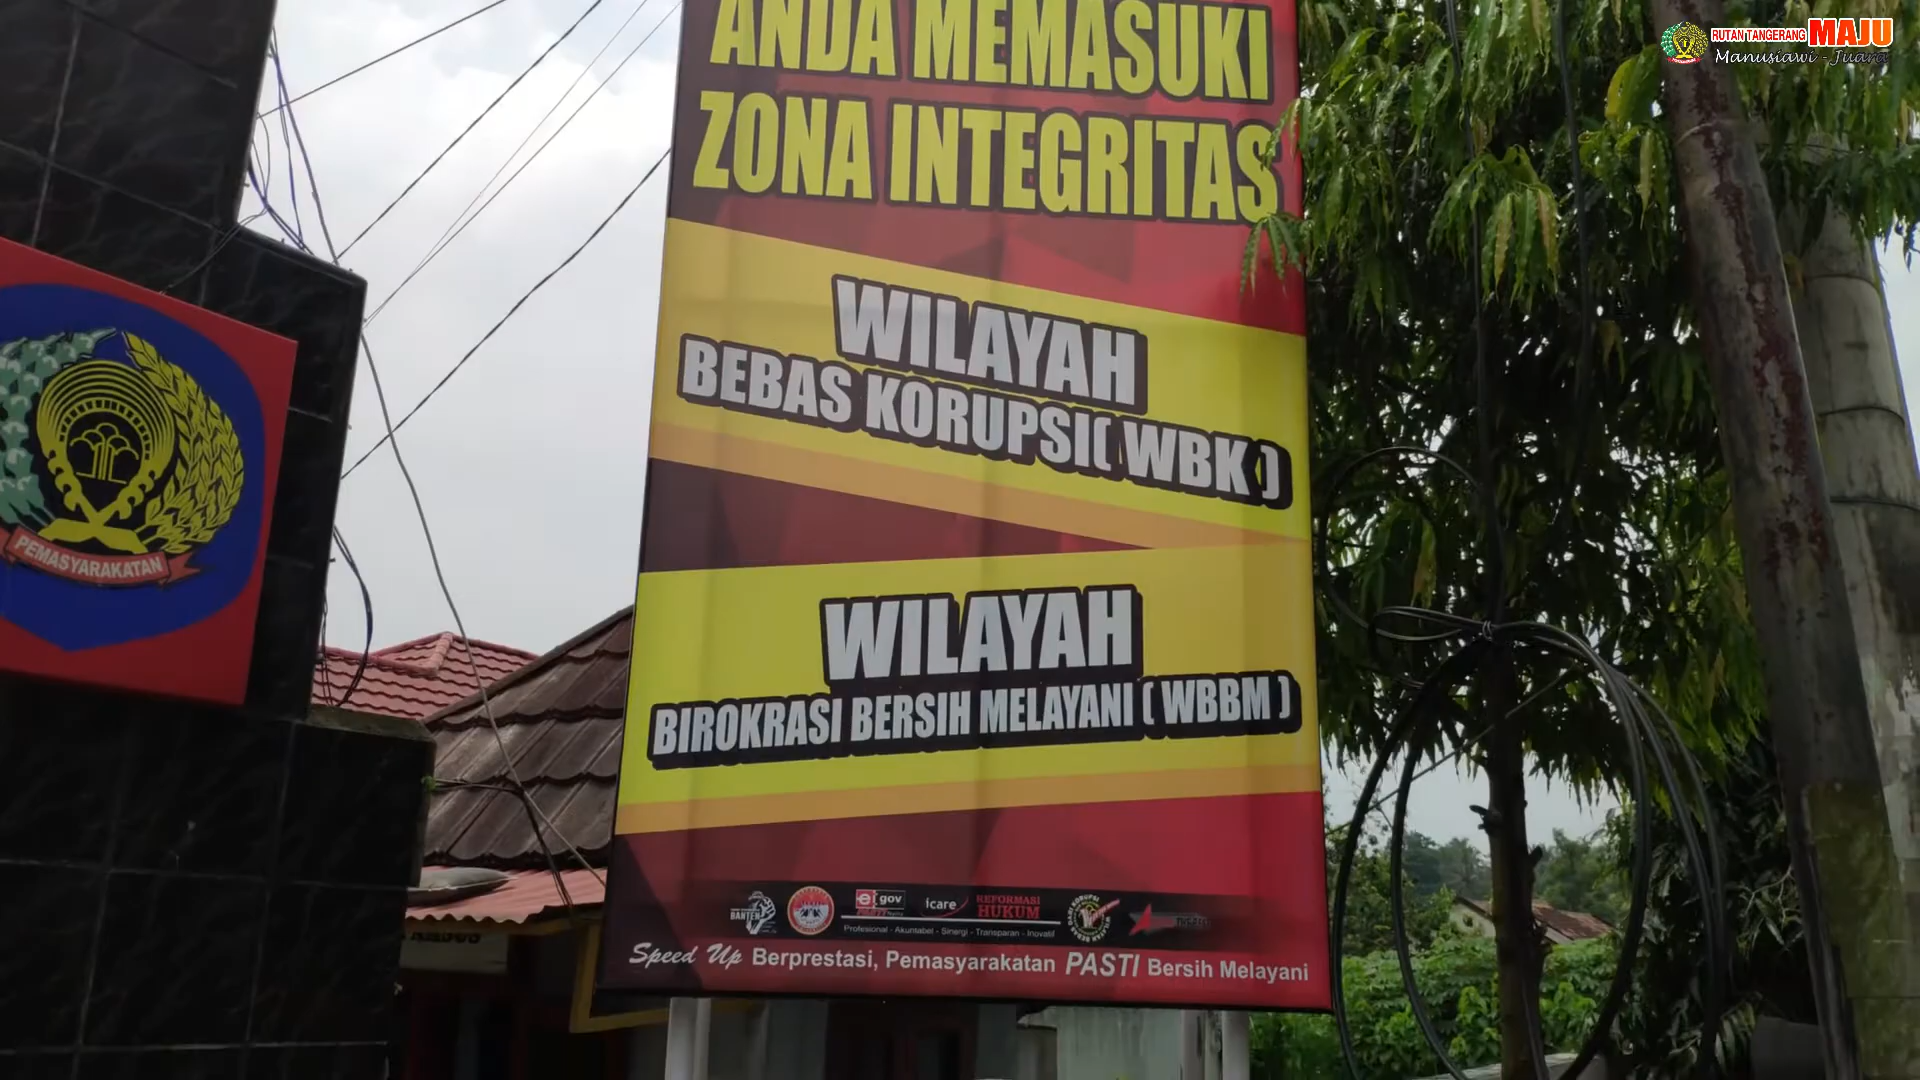 RUTAN TANGERANG MAJU
Manusiawi - Juara
ANDA MEMASUKI
ZONA INTEGRITAS
WILAYAH
BEBAS KORUPSI( WBK )
PEMASYARAKATAN
WILAYAH
BIROKRASI BERSIH MELAYANI ( WBBM )
BANTEN
e gov
PASTI
icare
REFORMASI
HUKUM
Profesional - Akuntabel - Sinergi - Transparan - Inovatif
Speed Up Berprestasi, Pemasyarakatan PASTI Bersih Melayani